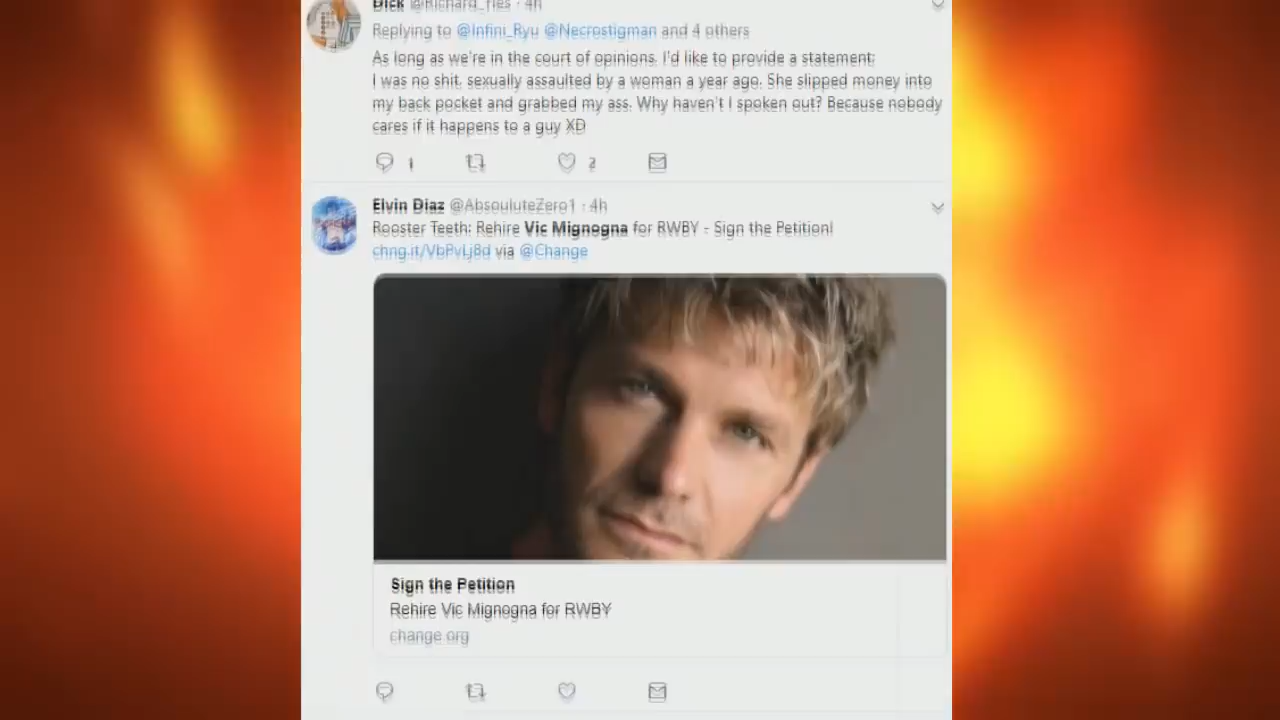 Dick @Richard_ries · 4h
Replying to @Infini_Ryu @Necrostigman and 4 others
As long as we're in the court of opinions. I'd like to provide a statement:
I was no shit, sexually assaulted by a woman a year ago. She slipped money into
my back pocket and grabbed my ass. Why haven't I spoken out? Because nobody
cares if it happens to a guy XD
1 2
Elvin Diaz @AbsouluteZero1 · 4h
Rooster Teeth: Rehire Vic Mignogna for RWBY - Sign the Petition!
chng.it/VbPvLj8d via @Change
Sign the Petition
Rehire Vic Mignogna for RWBY
change.org